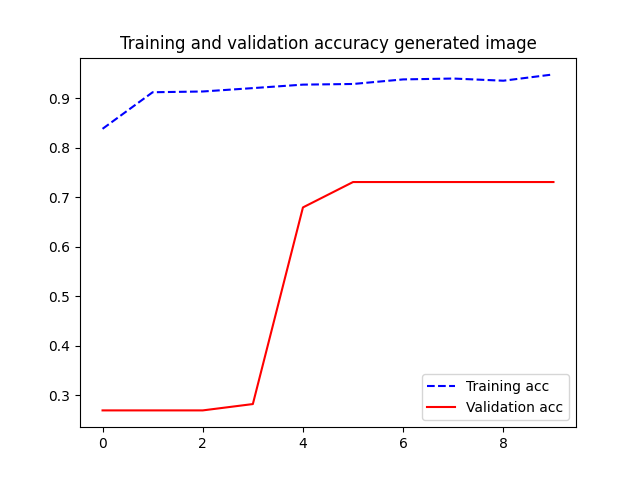 Training and validation accuracy generated image
0.9
0.8
0.7
0.6
0.5
0.4
0.3
Training acc
Validation acc
0 2 4 6 8